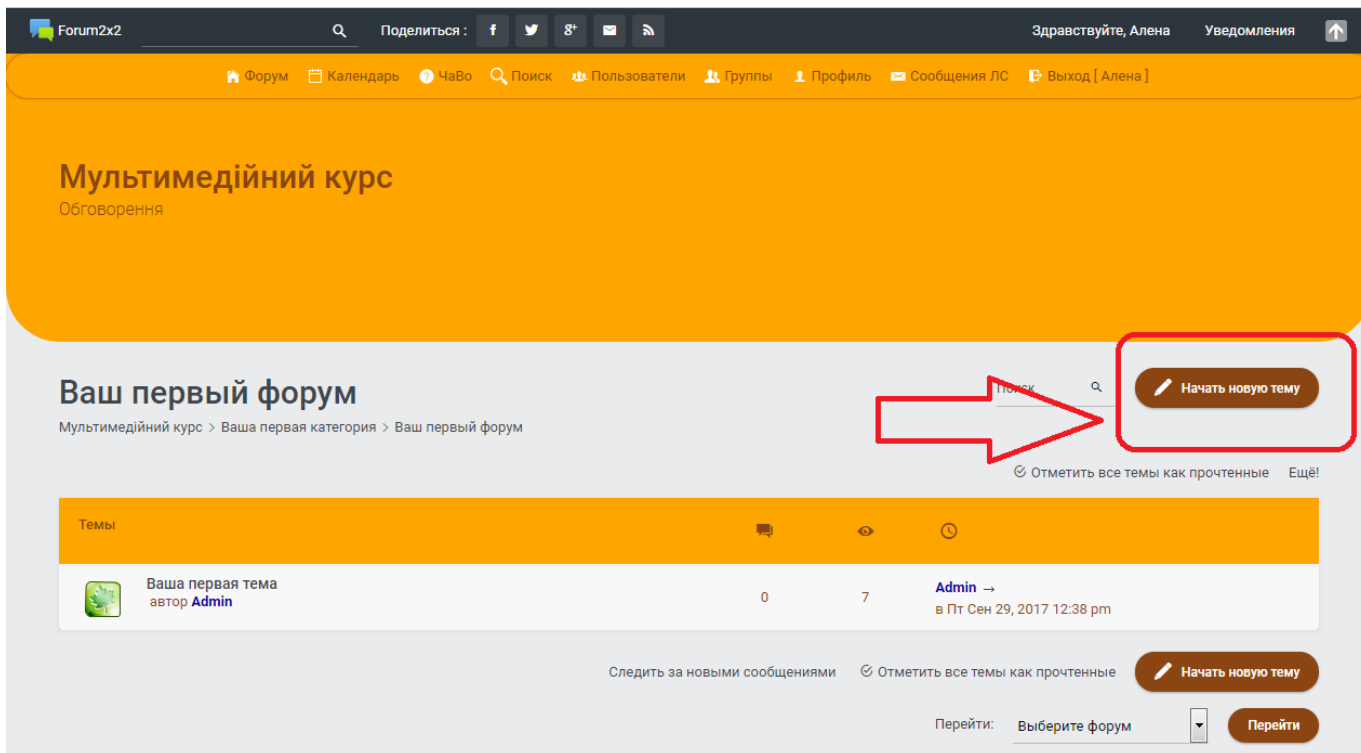 Forum2x2 Поделиться : f 8+ Здравствуйте, Алена Уведомления
Форум Календарь ЧаВо Поиск Пользователи Группы Профиль Сообщения ЛС Выход [ Алена ]
Мультимедійний курс
Обговорення
Ваш первый форум
Поиск Начать новую тему
Мультимедійний курс > Ваша первая категория > Ваш первый форум
Отметить все темы как прочтенные Ещё!
Темы
Ваша первая тема
автор Admin
0 7
Admin →
в Пт Сен 29, 2017 12:38 pm
Следить за новыми сообщениями Отметить все темы как прочтенные Начать новую тему
Перейти: Выберите форум Перейти